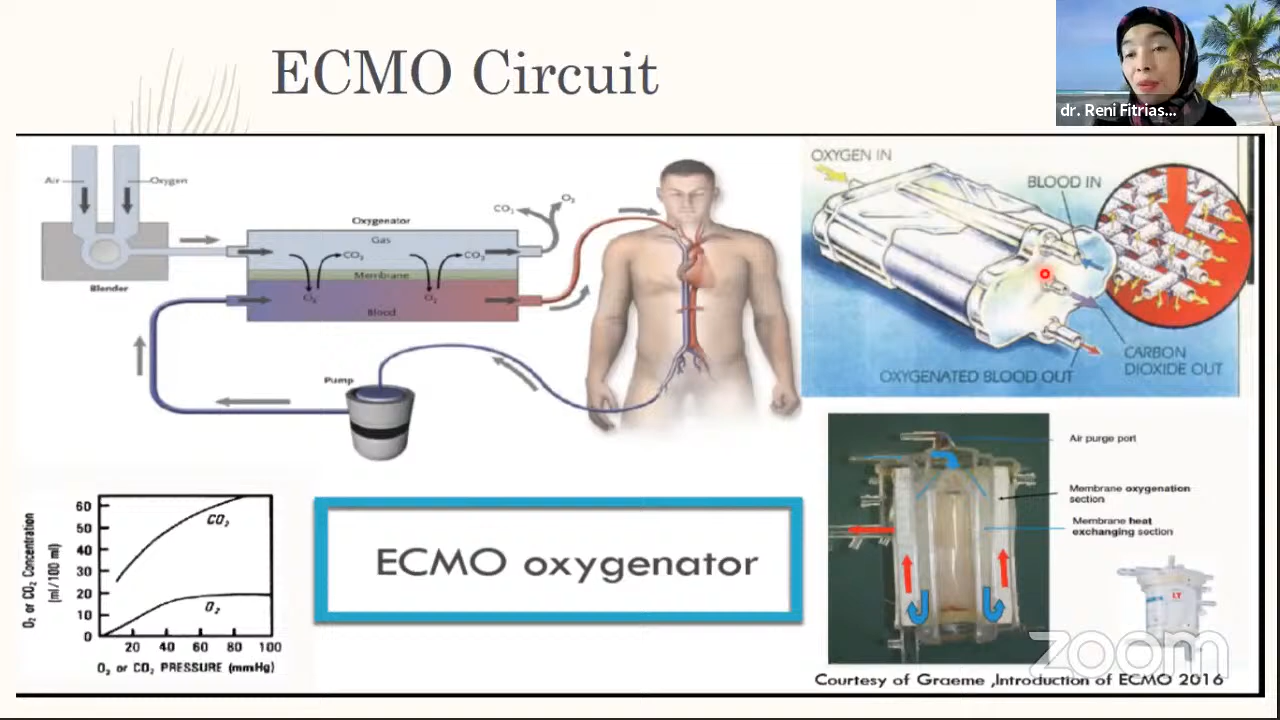 ECMO Circuit
dr. Reni Fitrias...
Air
Oxygen
Blender
Oxygenator
Gas
CO₂
CO₂
Membrane
O₂
O₂
Blood
CO₂
O₂
Pump
OXYGEN IN
BLOOD IN
CARBON
DIOXIDE OUT
OXYGENATED BLOOD OUT
60
50
40
30
20
10
0
20 40 60 80 100
CO₂
O₂
O₂ or CO₂ Concentration
(ml/100 ml)
O₂ or CO₂ PRESSURE (mmHg)
ECMO oxygenator
Air purge port
Membrane oxygenation
section
Membrane heat
exchanging section
LT
zoom
Courtesy of Graeme ,Introduction of ECMO 2016